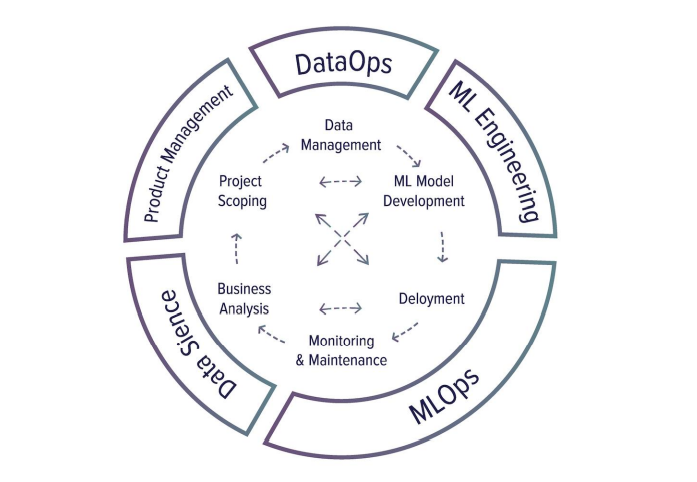 DataOps
ML Engineering
MLOps
Data Sience
Product Management
Data
Management
ML Model
Development
Deloyment
Monitoring
& Maintenance
Business
Analysis
Project
Scoping